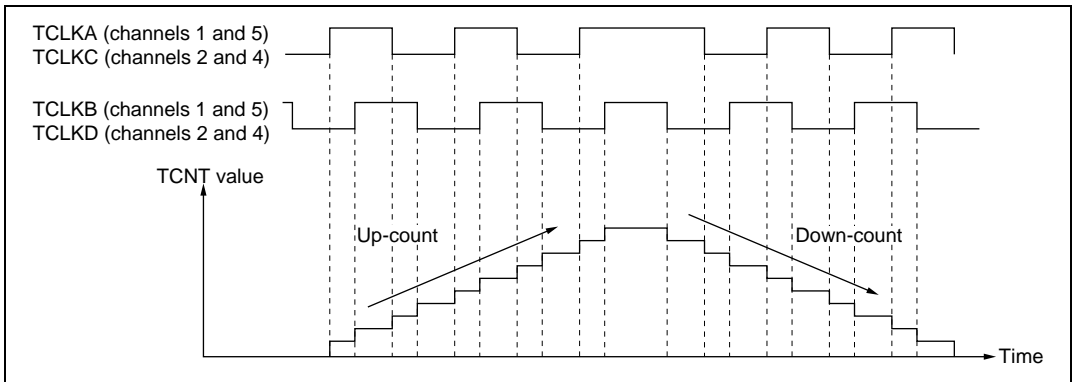 TCLKA (channels 1 and 5)
TCLKC (channels 2 and 4)
TCLKB (channels 1 and 5)
TCLKD (channels 2 and 4)
TCNT value
Up-count
Down-count
Time